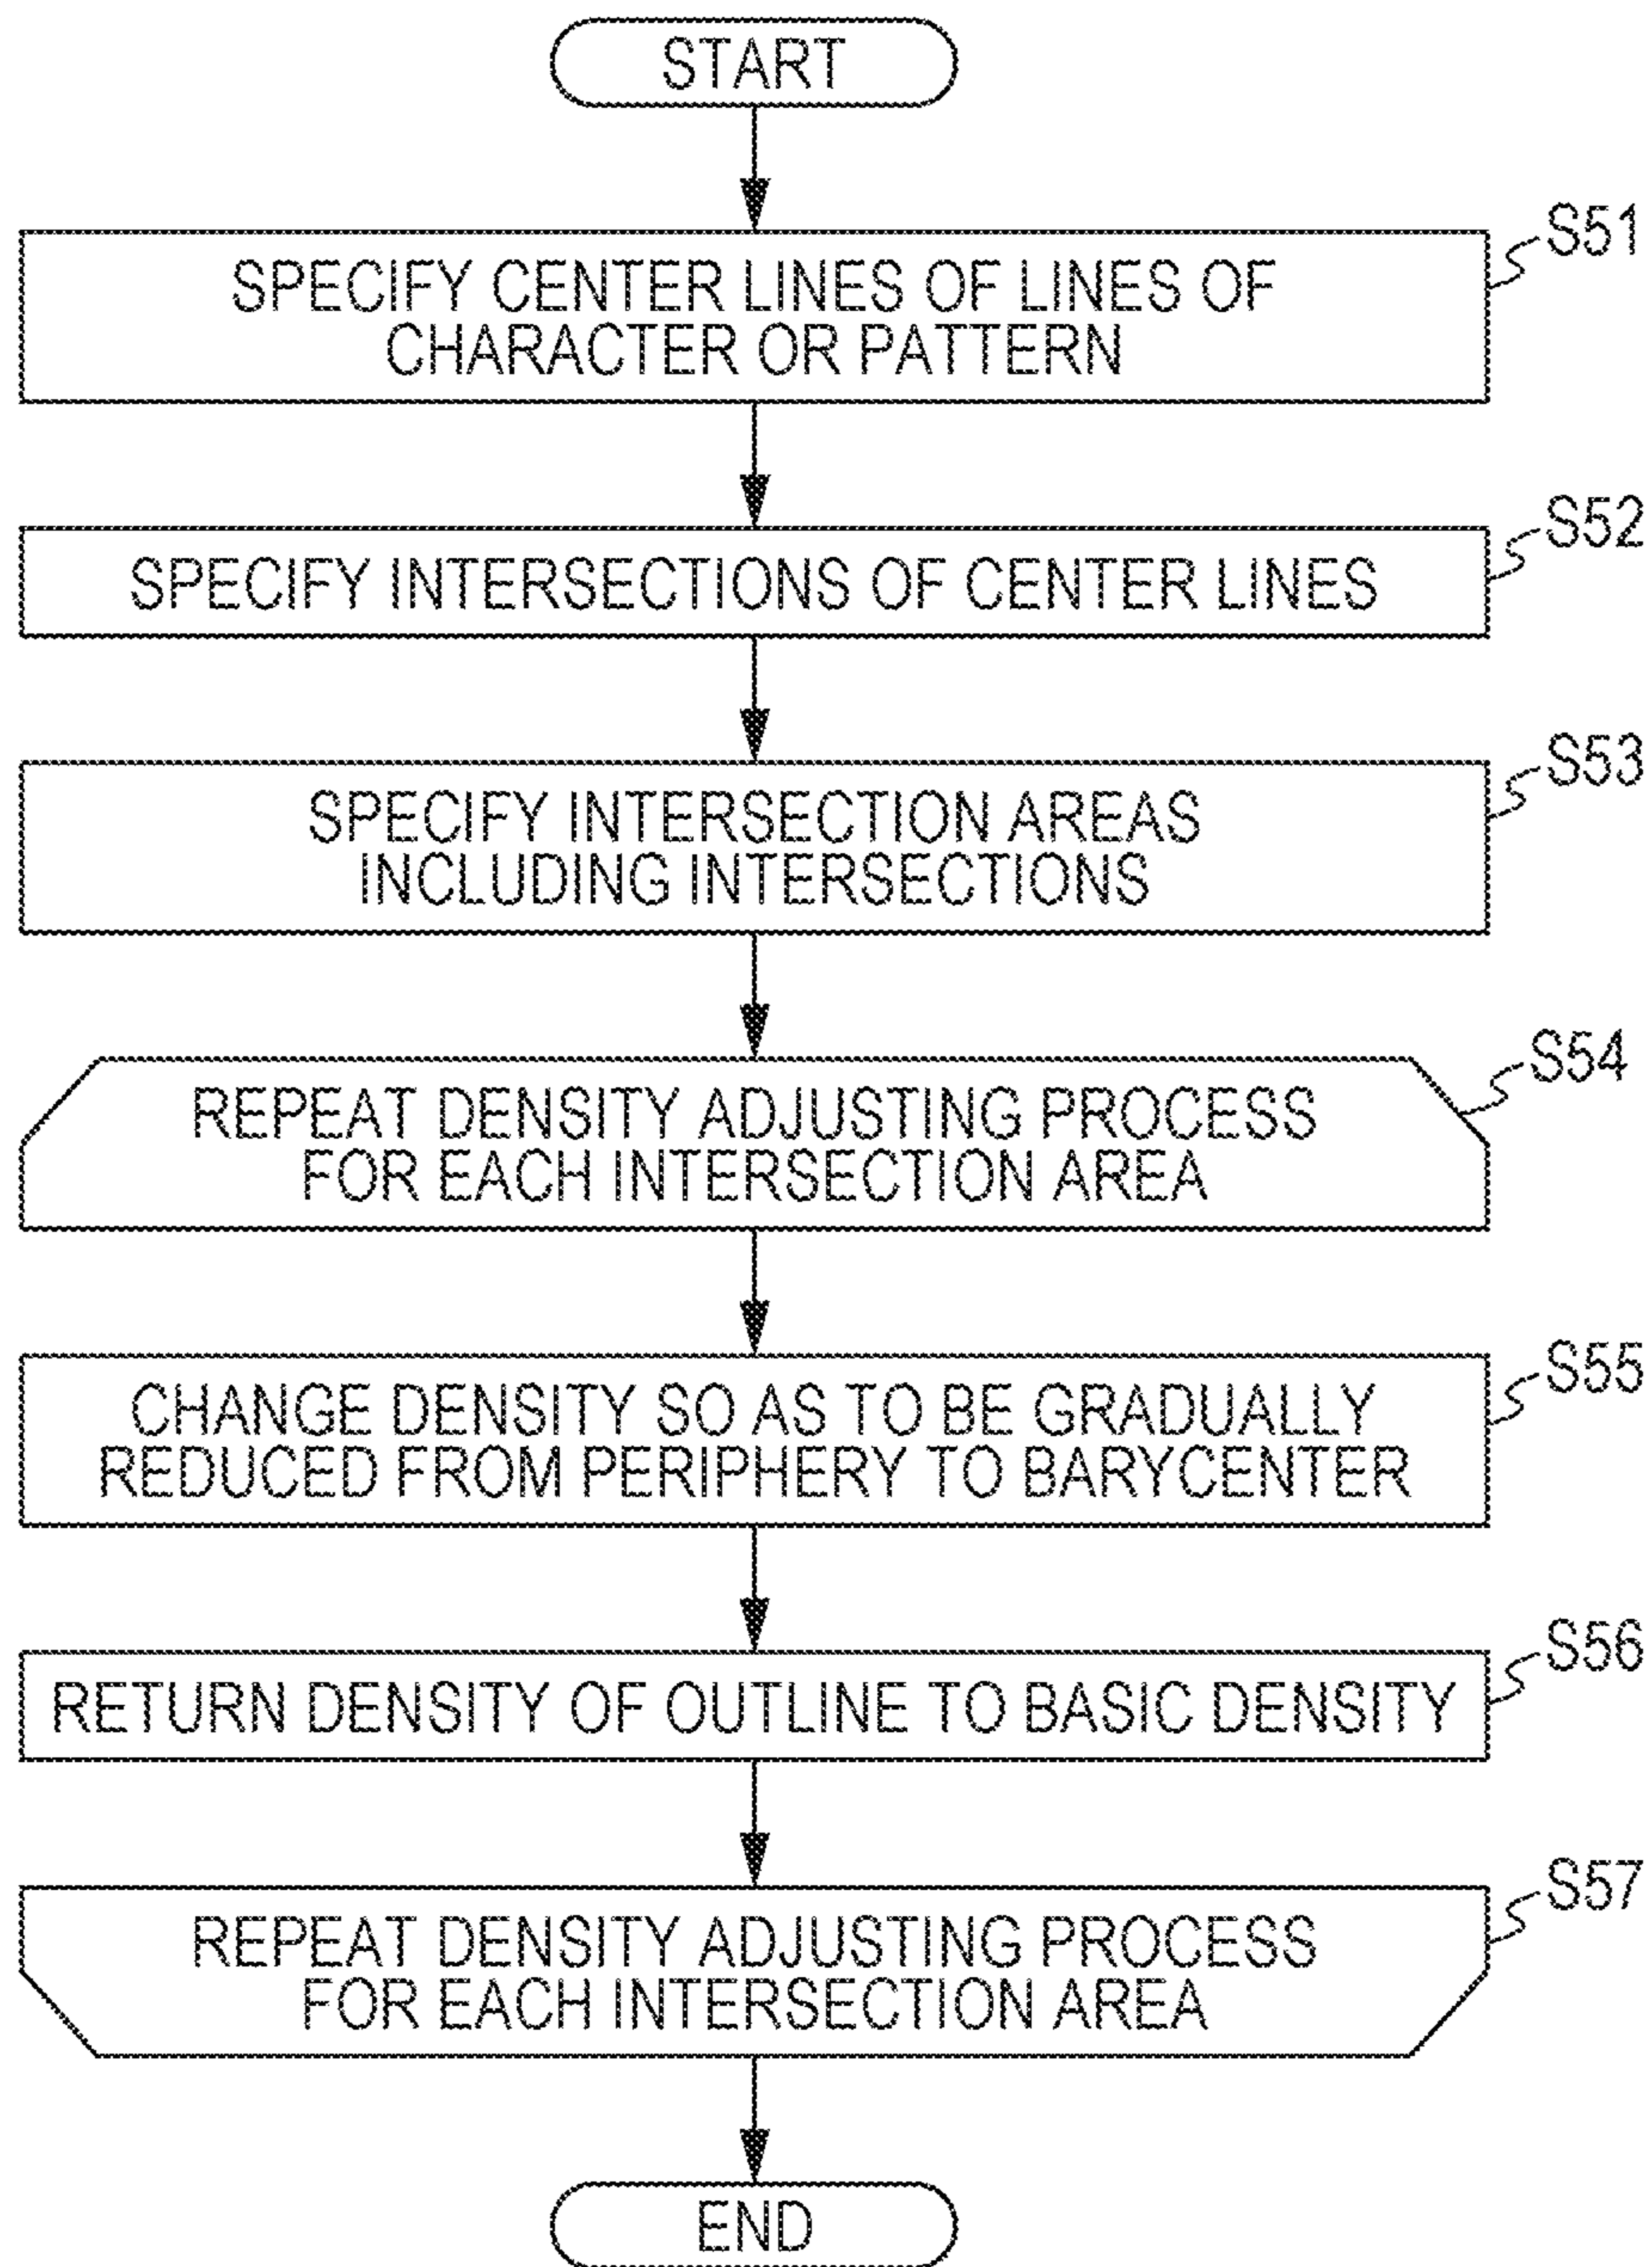 START
S51
SPECIFY CENTER LINES OF LINES OF
CHARACTER OR PATTERN
S52
SPECIFY INTERSECTIONS OF CENTER LINES
S53
SPECIFY INTERSECTION AREAS
INCLUDING INTERSECTIONS
S54
REPEAT DENSITY ADJUSTING PROCESS
FOR EACH INTERSECTION AREA
S55
CHANGE DENSITY SO AS TO BE GRADUALLY
REDUCED FROM PERIPHERY TO BARYCENTER
S56
RETURN DENSITY OF OUTLINE TO BASIC DENSITY
S57
REPEAT DENSITY ADJUSTING PROCESS
FOR EACH INTERSECTION AREA
END